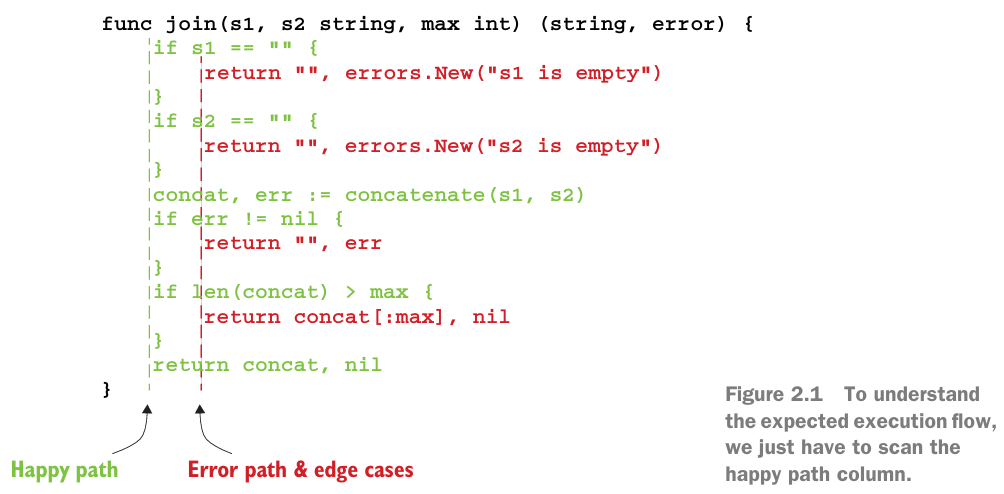 func join(s1, s2 string, max int) (string, error) {
if s1 == "" {
return "", errors.New("s1 is empty")
}
if s2 == "" {
return "", errors.New("s2 is empty")
}
concat, err := concatenate(s1, s2)
if err != nil {
return "", err
}
if len(concat) > max {
return concat[:max], nil
}
return concat, nil
}
Happy path
Error path & edge cases
Figure 2.1 To understand
the expected execution flow,
we just have to scan the
happy path column.